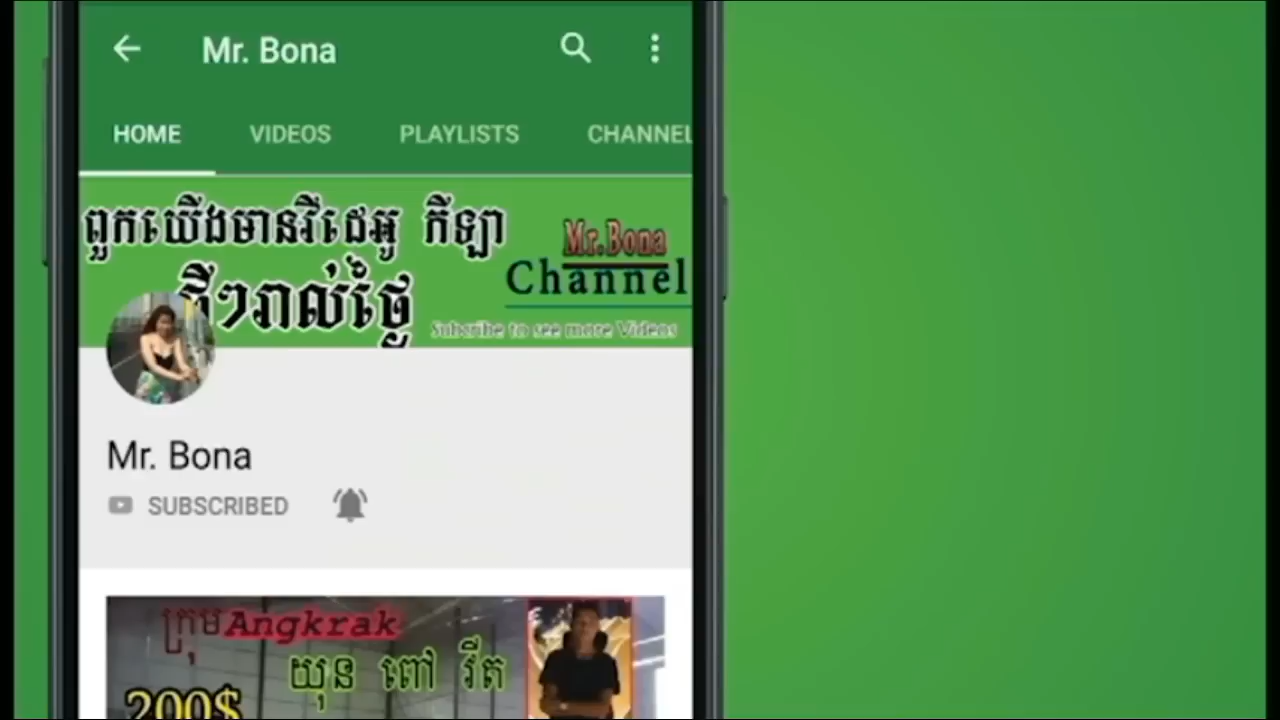 Mr. Bona
HOME VIDEOS PLAYLISTS CHANNEL
ពួកយើងមានវីដេអូ កីឡា
ថ្មីៗរាល់ថ្ងៃ
Mr.Bona
Channel
Subcribe to see more Videos
Mr. Bona
SUBSCRIBED
ក្រុមAngkrak
យុន ពៅ រីត
200$